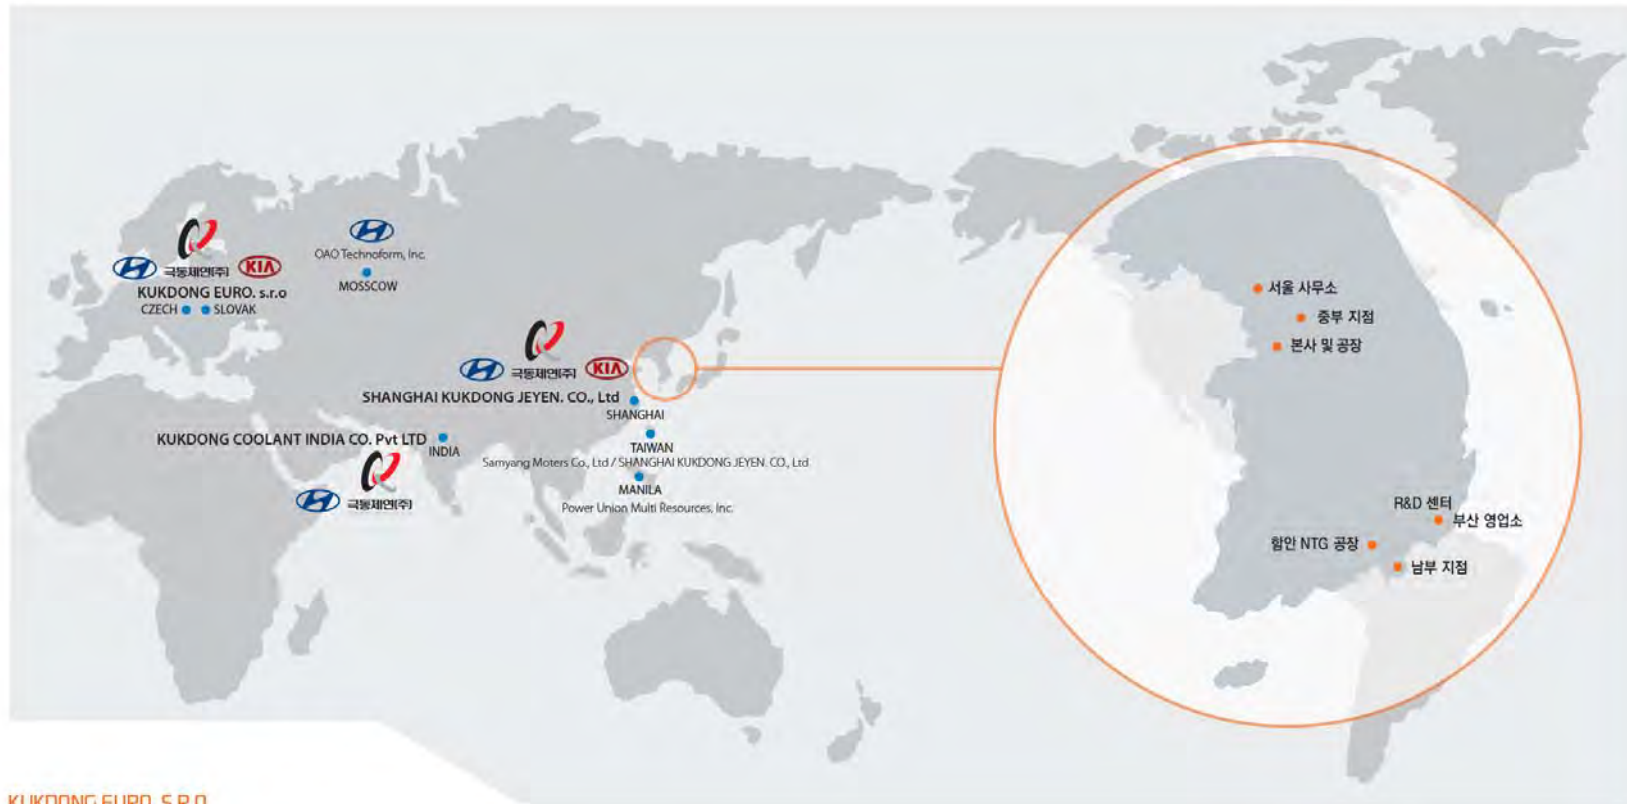 OAO Technoform, Inc.
MOSSCOW
극동제연(주) KIA
KUKDONG EURO. s.r.o
CZECH SLOVAK
극동제연(주) KIA
SHANGHAI KUKDONG JEYEN. CO., Ltd
SHANGHAI
KUKDONG COOLANT INDIA CO. Pvt LTD
INDIA
극동제연(주)
TAIWAN
Samyang Moters Co., Ltd / SHANGHAI KUKDONG JEYEN. CO., Ltd
MANILA
Power Union Multi Resources, Inc.
서울 사무소
중부 지점
본사 및 공장
R&D 센터
부산 영업소
함안 NTG 공장
남부 지점
KUKDONG EURO. S.R.O